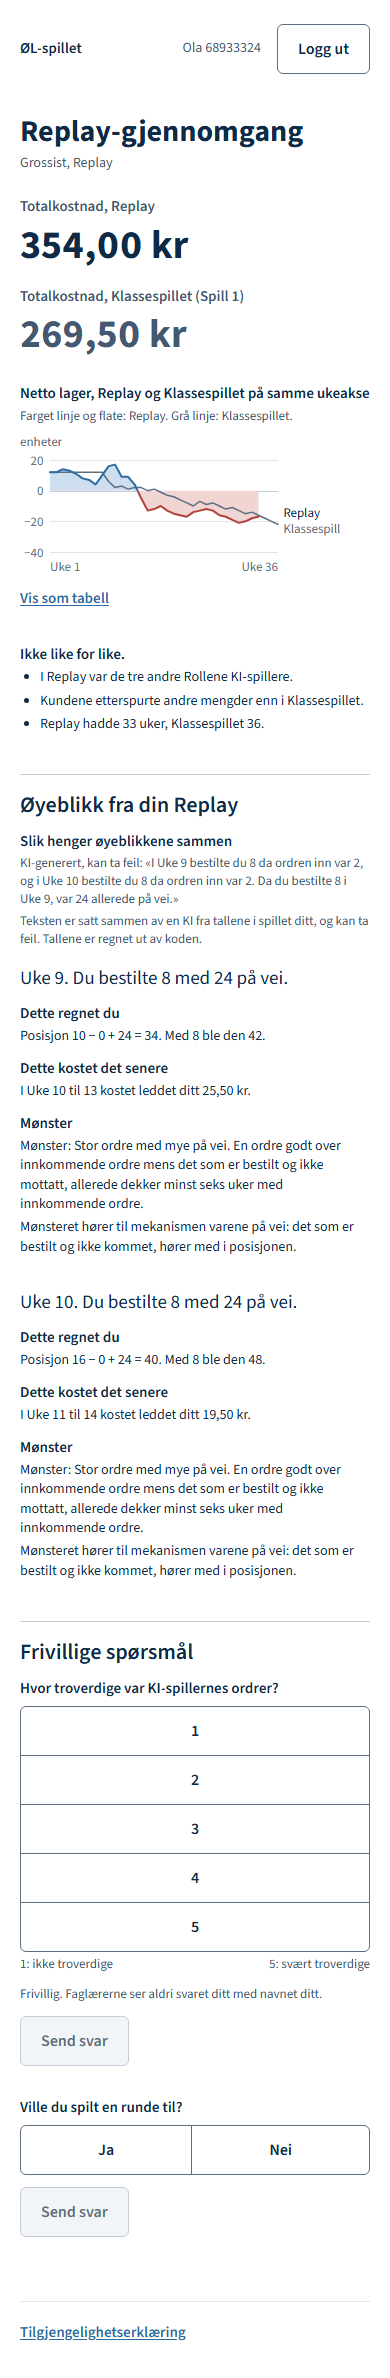 ØL-spillet
Ola 68933324
Logg ut
Replay-gjennomgang
Grossist, Replay
Totalkostnad, Replay
354,00 kr
Totalkostnad, Klassespillet (Spill 1)
269,50 kr
Netto lager, Replay og Klassespillet på samme ukeakse
Farget linje og flate: Replay. Grå linje: Klassespillet.
enheter
20
0
−20
−40
Replay
Klassespillet
Uke 1
Uke 36
Vis som tabell
Ikke like for like.
• I Replay var de tre andre Rollene KI-spillere.
• Kundene etterspurte andre mengder enn i Klassespillet.
• Replay hadde 33 uker, Klassespillet 36.
Øyeblikk fra din Replay
Slik henger øyeblikkene sammen
KI-generert, kan ta feil: «I Uke 9 bestilte du 8 da ordren inn var 2,
og i Uke 10 bestilte du 8 da ordren inn var 2. Da du bestilte 8 i
Uke 9, var 24 allerede på vei.»
Teksten er satt sammen av en KI fra tallene i spillet ditt, og kan ta
feil. Tallene er regnet ut av koden.
Uke 9. Du bestilte 8 med 24 på vei.
Dette regnet du
Posisjon 10 − 0 + 24 = 34. Med 8 ble den 42.
Dette kostet det senere
I Uke 10 til 13 kostet leddet ditt 25,50 kr.
Mønster
Mønster: Stor ordre med mye på vei. En ordre godt over
innkommende ordre mens det som er bestilt og ikke
mottatt, allerede dekker minst seks uker med
innkommende ordre.
Mønsteret hører til mekanismen varene på vei: det som er
bestilt og ikke kommet, hører med i posisjonen.
Uke 10. Du bestilte 8 med 24 på vei.
Dette regnet du
Posisjon 16 − 0 + 24 = 40. Med 8 ble den 48.
Dette kostet det senere
I Uke 11 til 14 kostet leddet ditt 19,50 kr.
Mønster
Mønster: Stor ordre med mye på vei. En ordre godt over
innkommende ordre mens det som er bestilt og ikke
mottatt, allerede dekker minst seks uker med
innkommende ordre.
Mønsteret hører til mekanismen varene på vei: det som er
bestilt og ikke kommet, hører med i posisjonen.
Frivillige spørsmål
Hvor troverdige var KI-spillernes ordrer?
1
2
3
4
5
1: ikke troverdige
5: svært troverdige
Frivillig. Faglærerne ser aldri svaret ditt med navnet ditt.
Send svar
Ville du spilt en runde til?
Ja
Nei
Send svar
Tilgjengelighetserklæring